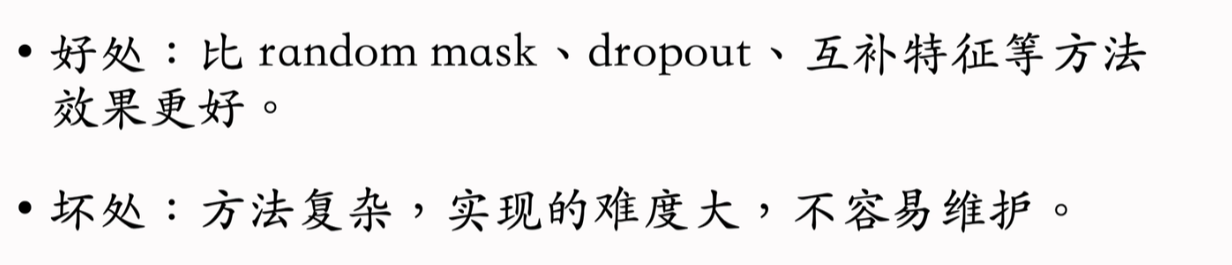 • 好处：比 random mask、dropout、互补特征等方法
效果更好。
• 坏处：方法复杂，实现的难度大，不容易维护。